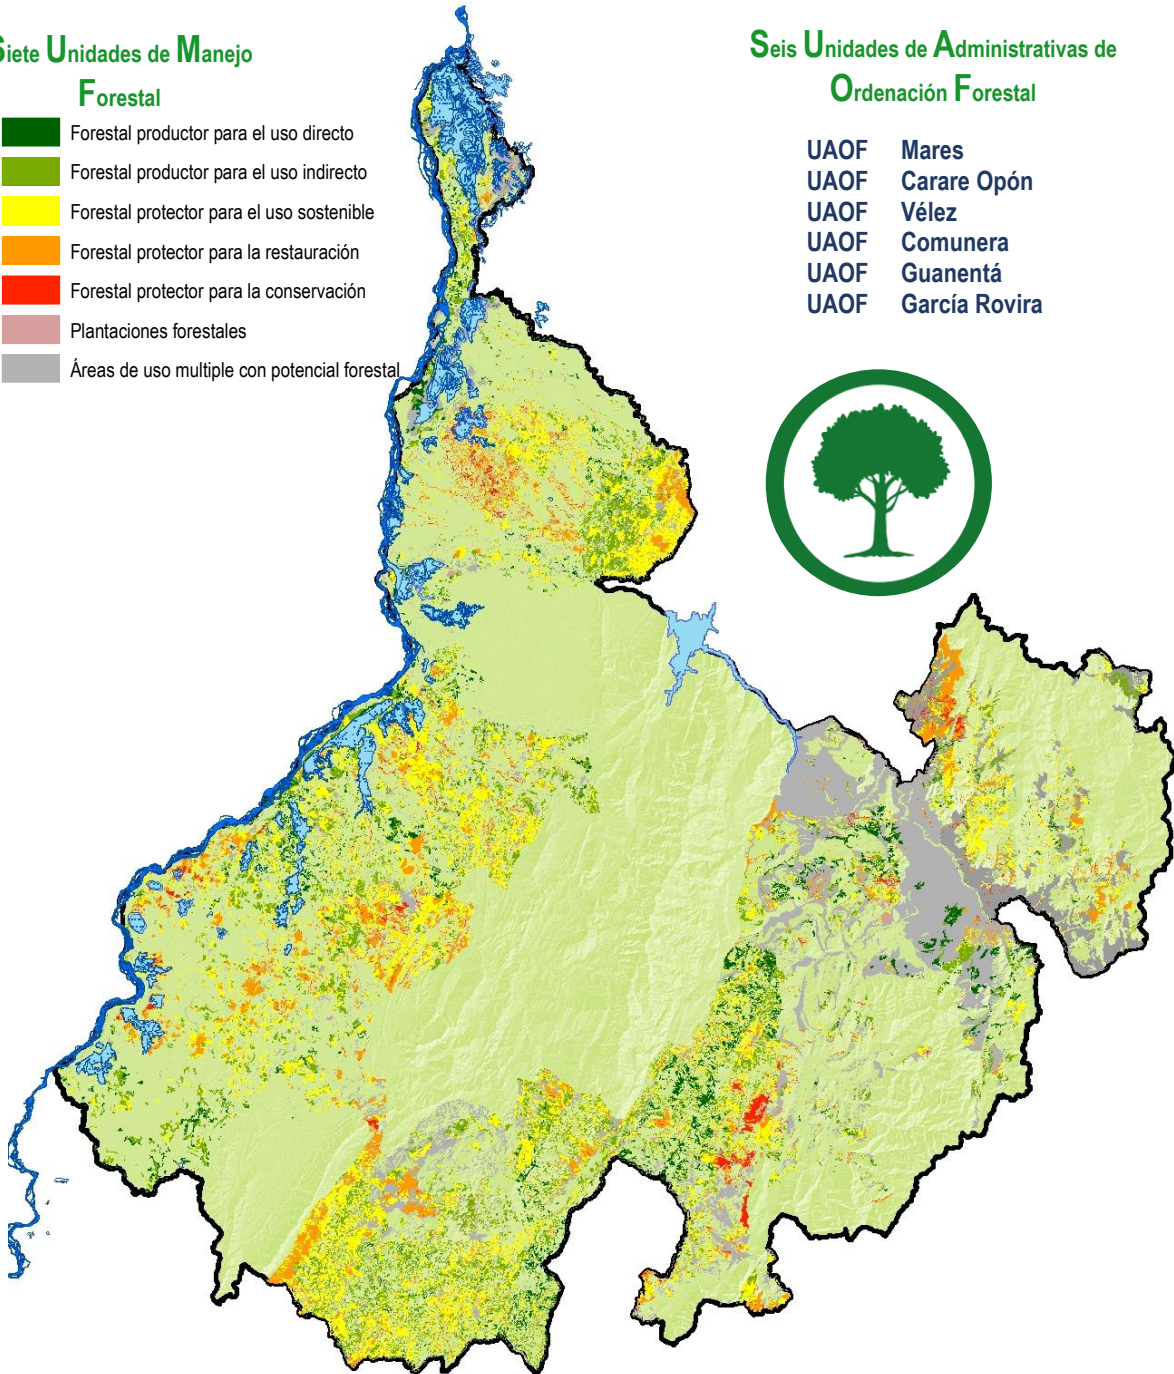 Siete Unidades de Manejo
Forestal
Forestal productor para el uso directo
Forestal productor para el uso indirecto
Forestal protector para el uso sostenible
Forestal protector para la restauración
Forestal protector para la conservación
Plantaciones forestales
Áreas de uso multiple con potencial forestal
Seis Unidades de Administrativas de
Ordenación Forestal
UAOF Mares
UAOF Carare Opón
UAOF Vélez
UAOF Comunera
UAOF Guanentá
UAOF García Rovira